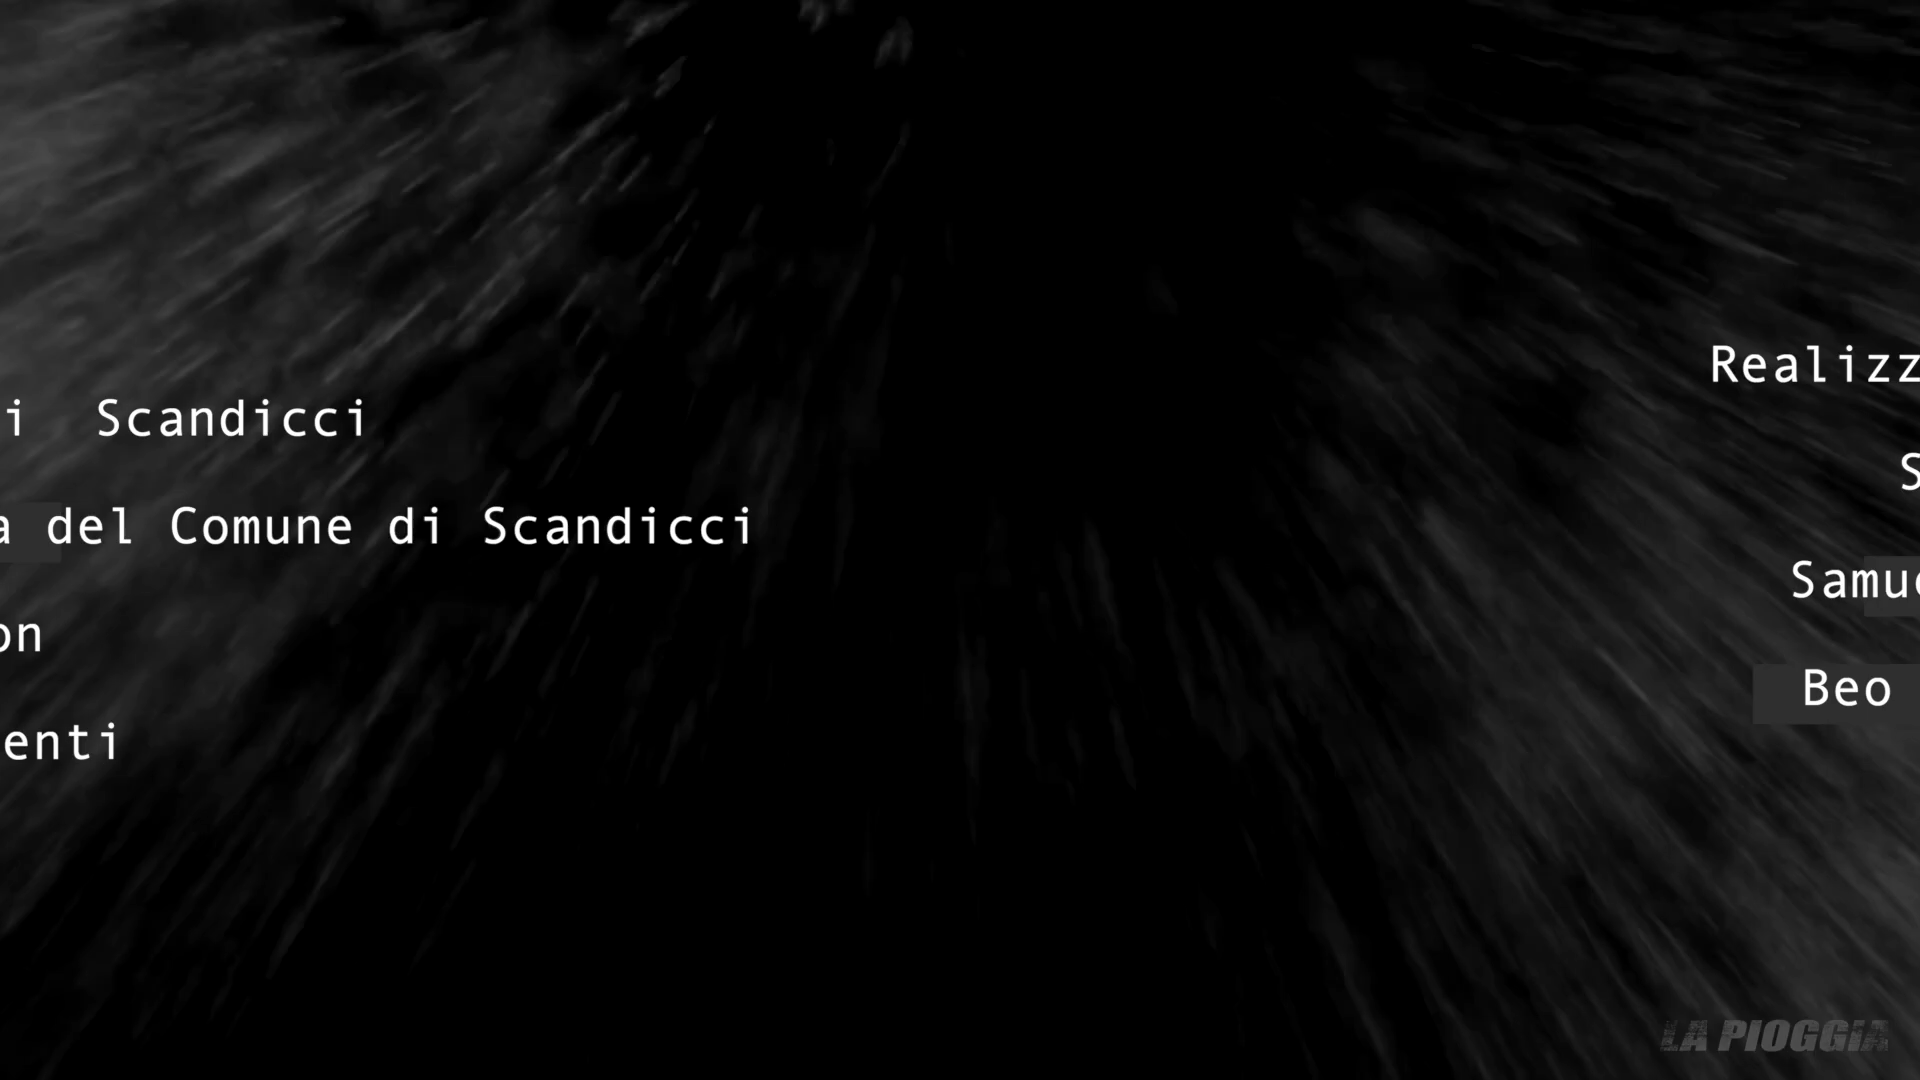 i Scandicci
a del Comune di Scandicci
on
enti
Realizz
S
Samu
Beo
LA PIOGGIA